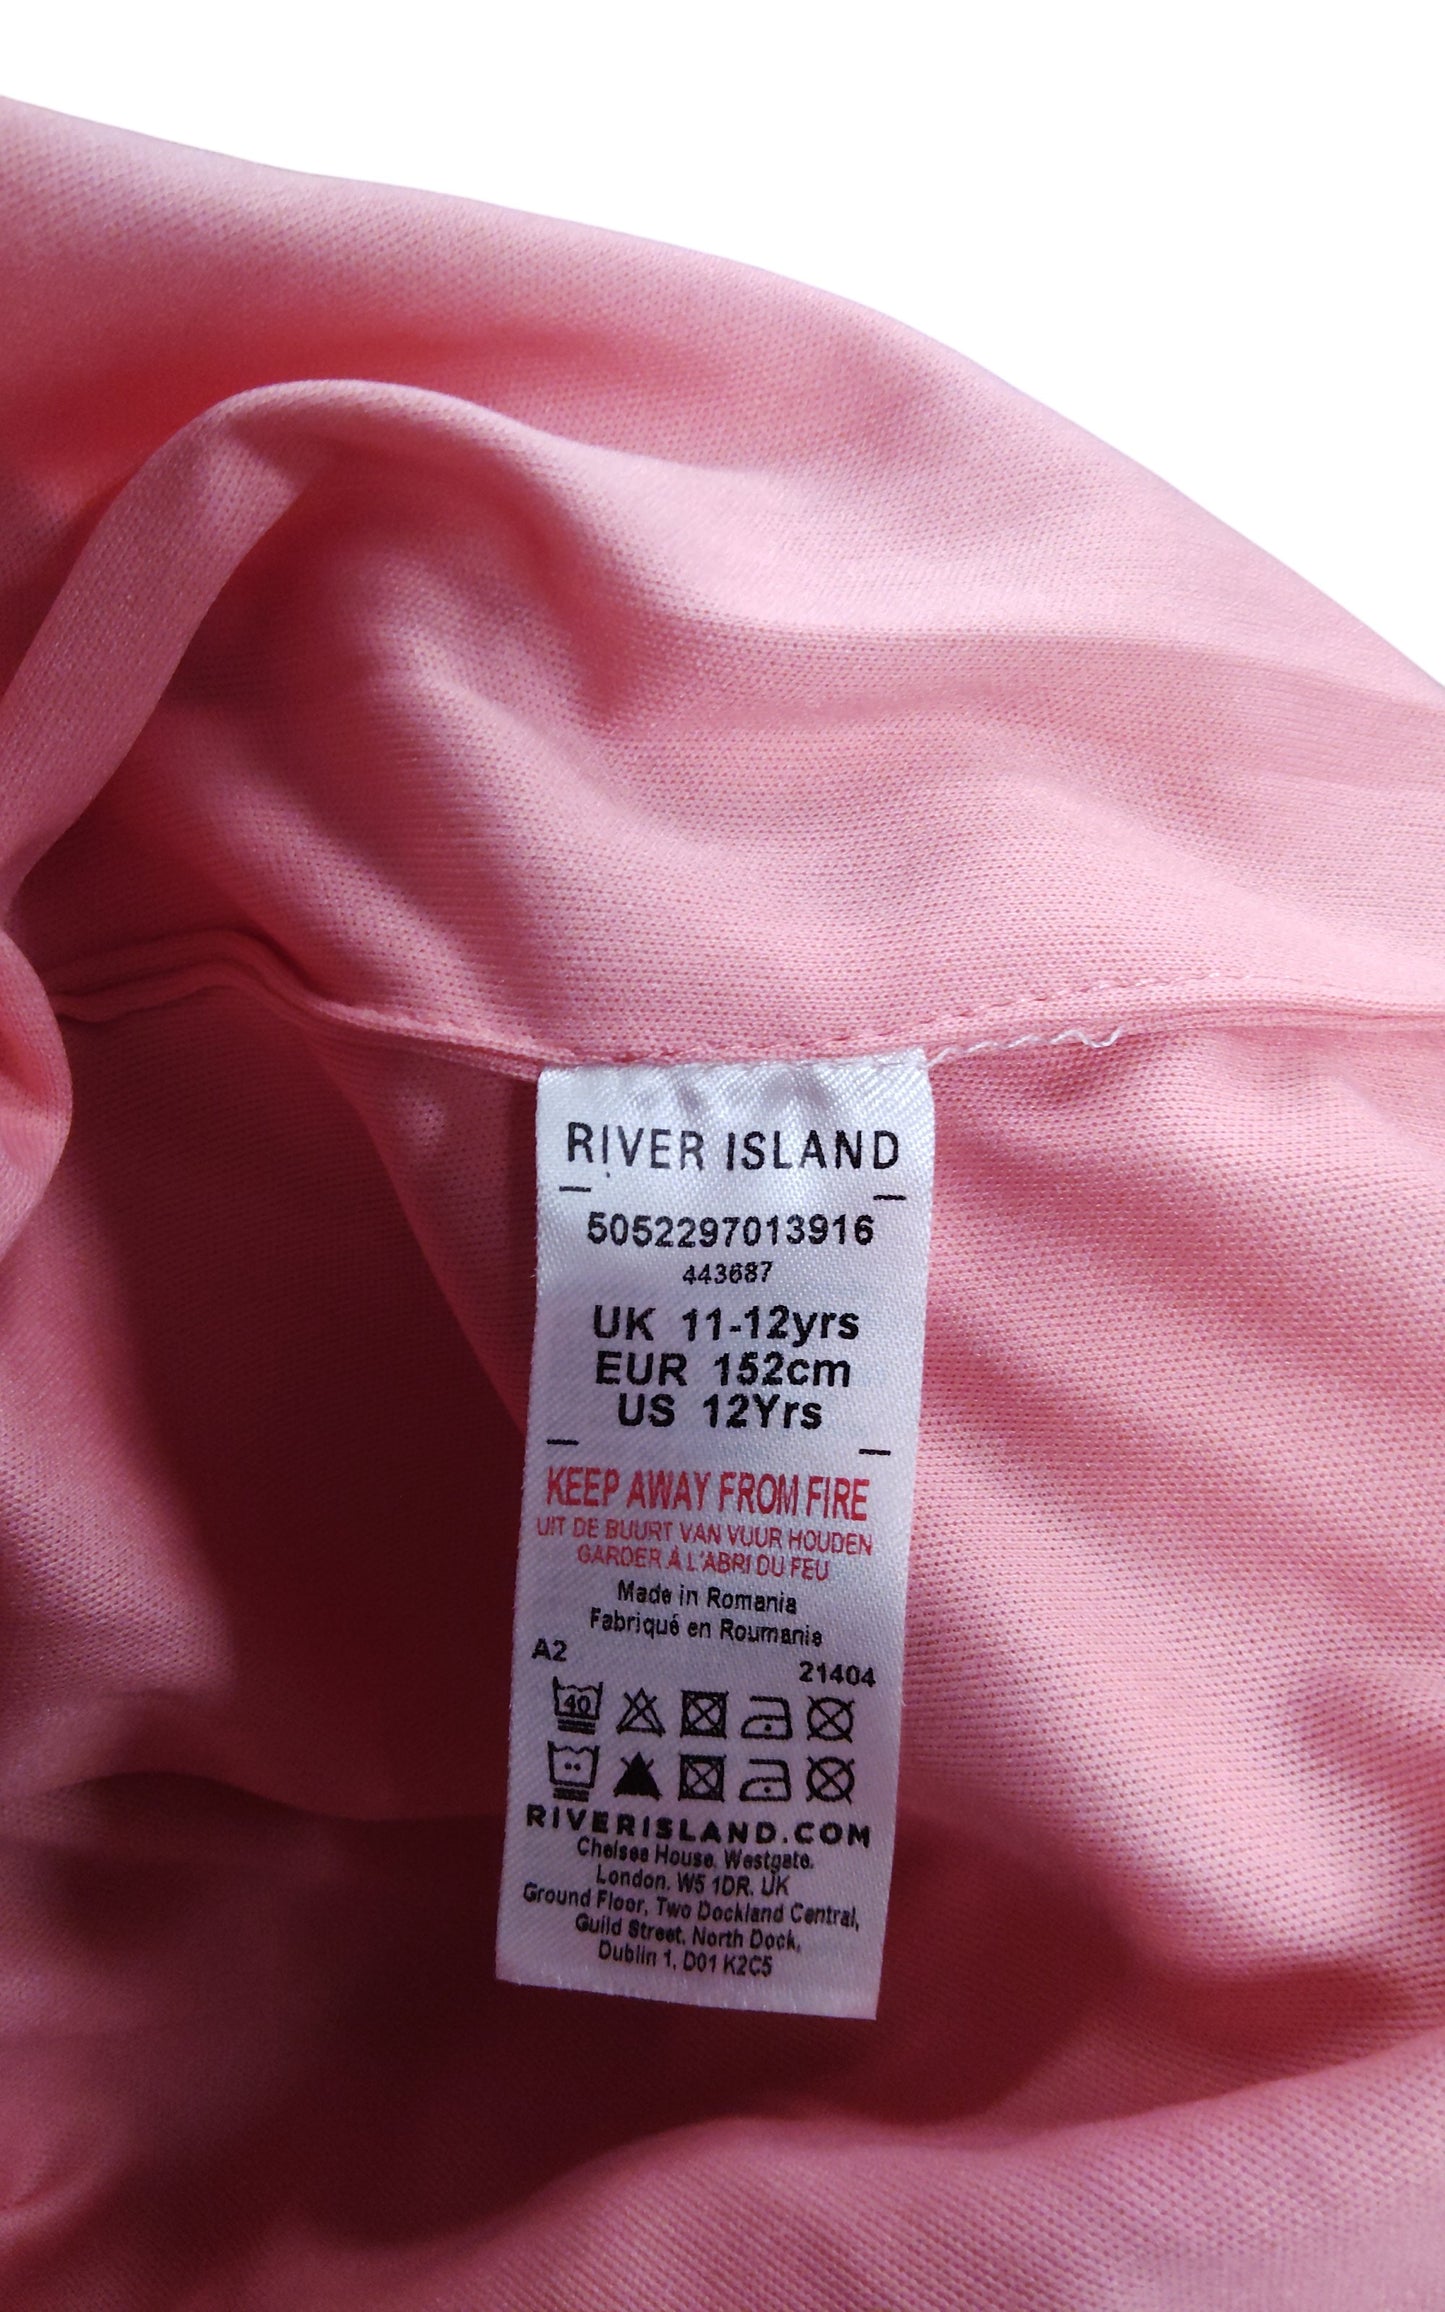 RIVER ISLAND
5052297013916
443687
UK 11-12yrs
EUR 152cm
US 12Yrs
KEEP AWAY FROM FIRE
UIT DE BUURT VAN VUUR HOUDEN
GARDER À L'ABRI DU FEU
Made in Romania
Fabriqué en Roumanie
A2 21404
40
RIVERISLAND.COM
Chelsea House, Westgate,
London. W5 1DR. UK
Ground Floor, Two Dockland Central,
Guild Street, North Dock,
Dublin 1, D01 K2C5